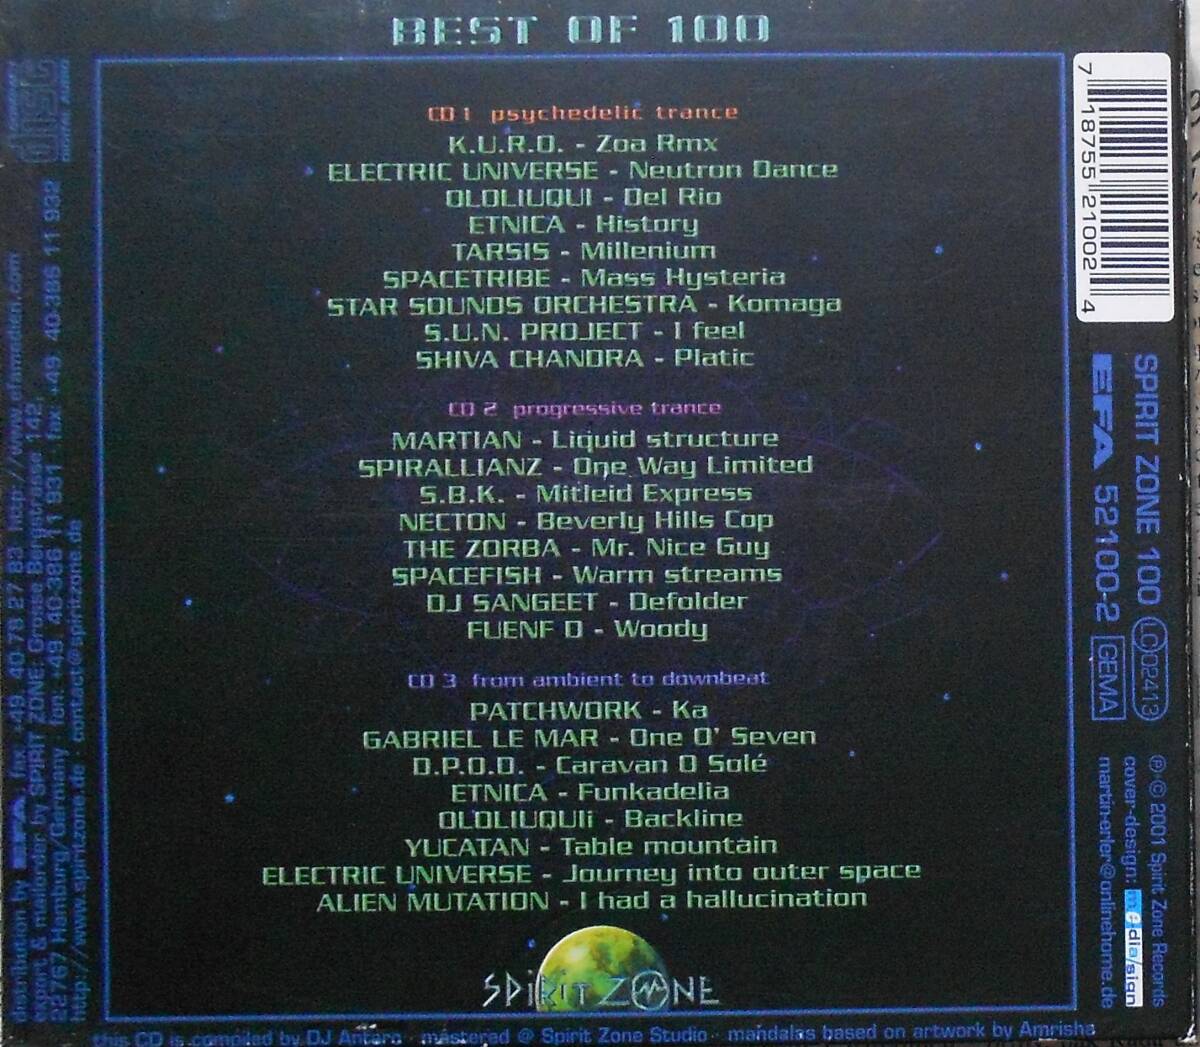 BEST OF 100
CD 1 psychedelic trance
K.U.R.O. - Zoa Rmx
ELECTRIC UNIVERSE - Neutron Dance
OLOLIUQUI - Del Rio
ETNICA - History
TARSIS - Millenium
SPACETRIBE - Mass Hysteria
STAR SOUNDS ORCHESTRA - Komaga
S.U.N. PROJECT - I feel
SHIVA CHANDRA - Platic
CD 2 progressive trance
MARTIAN - Liquid structure
SPIRALLIANZ - One Way Limited
S.B.K. - Mitleid Express
NECTON - Beverly Hills Cop
THE ZORBA - Mr. Nice Guy
SPACEFISH - Warm streams
DJ SANGEET - Defolder
FUENF D - Woody
CD 3 from ambient to downbeat
PATCHWORK - Ka
GABRIEL LE MAR - One O' Seven
D.P.O.D. - Caravan O Solé
ETNICA - Funkadelia
OLOLIUQUIi - Backline
YUCATAN - Table mountain
ELECTRIC UNIVERSE - Journey into outer space
ALIEN MUTATION - I had a hallucination
SPiRiT ZONE
this CD is compiled by DJ Antaro · mastered @ Spirit Zone Studio · mandalas based on artwork by Amrisha
disc
DIGITAL AUDIO
distribution by EFA, fax +49. 40 78 27 83 http://www.efamedien.com
export & mailorder by SPIRIT ZONE: Grosse Bergstrasse 142,
22767 Hamburg/Germany fon: +49 40-386 11 931 · fax +49 40-386 11 932
http://www.spiritzone.de · contact@spiritzone.de
7 18755 21002 4
SPIRIT ZONE 100 LC 02413
EFA 52100-2 GEMA
℗ © 2001 Spirit Zone Records
cover-design: media/sign
martin-erler@onlinehome.de